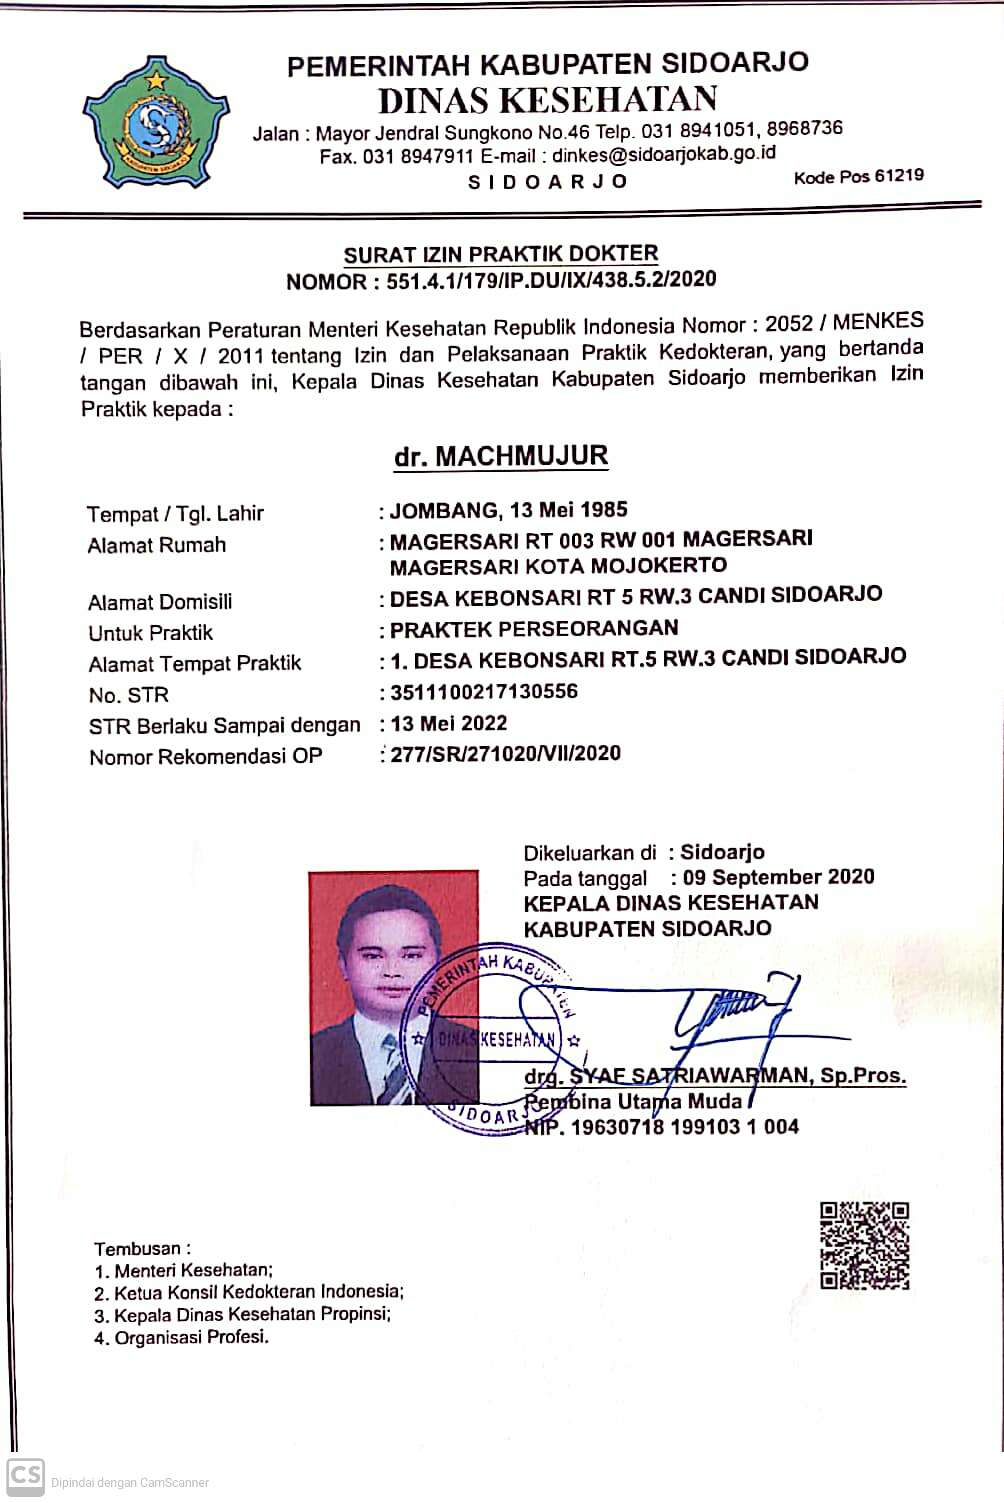 PEMERINTAH KABUPATEN SIDOARJO
DINAS KESEHATAN
Jalan : Mayor Jendral Sungkono No.46 Telp. 031 8941051, 8968736
Fax. 031 8947911 E-mail : dinkes@sidoarjokab.go.id
SIDOARJO
Kode Pos 61219
KABUPATEN SIDOARJO
SURAT IZIN PRAKTIK DOKTER
NOMOR : 551.4.1/179/IP.DU/IX/438.5.2/2020
Berdasarkan Peraturan Menteri Kesehatan Republik Indonesia Nomor : 2052 / MENKES
/ PER / X / 2011 tentang Izin dan Pelaksanaan Praktik Kedokteran, yang bertanda
tangan dibawah ini, Kepala Dinas Kesehatan Kabupaten Sidoarjo memberikan Izin
Praktik kepada :
dr. MACHMUJUR
Tempat / Tgl. Lahir : JOMBANG, 13 Mei 1985
Alamat Rumah : MAGERSARI RT 003 RW 001 MAGERSARI
MAGERSARI KOTA MOJOKERTO
Alamat Domisili : DESA KEBONSARI RT 5 RW.3 CANDI SIDOARJO
Untuk Praktik : PRAKTEK PERSEORANGAN
Alamat Tempat Praktik : 1. DESA KEBONSARI RT.5 RW.3 CANDI SIDOARJO
No. STR : 3511100217130556
STR Berlaku Sampai dengan : 13 Mei 2022
Nomor Rekomendasi OP : 277/SR/271020/VII/2020
Dikeluarkan di : Sidoarjo
Pada tanggal : 09 September 2020
KEPALA DINAS KESEHATAN
KABUPATEN SIDOARJO
PEMERINTAH KABUPATEN
DINAS KESEHATAN
SIDOARJO
drg. SYAF SATRIAWARMAN, Sp.Pros.
Pembina Utama Muda
NIP. 19630718 199103 1 004
Tembusan :
1. Menteri Kesehatan;
2. Ketua Konsil Kedokteran Indonesia;
3. Kepala Dinas Kesehatan Propinsi;
4. Organisasi Profesi.
CS Dipindai dengan CamScanner